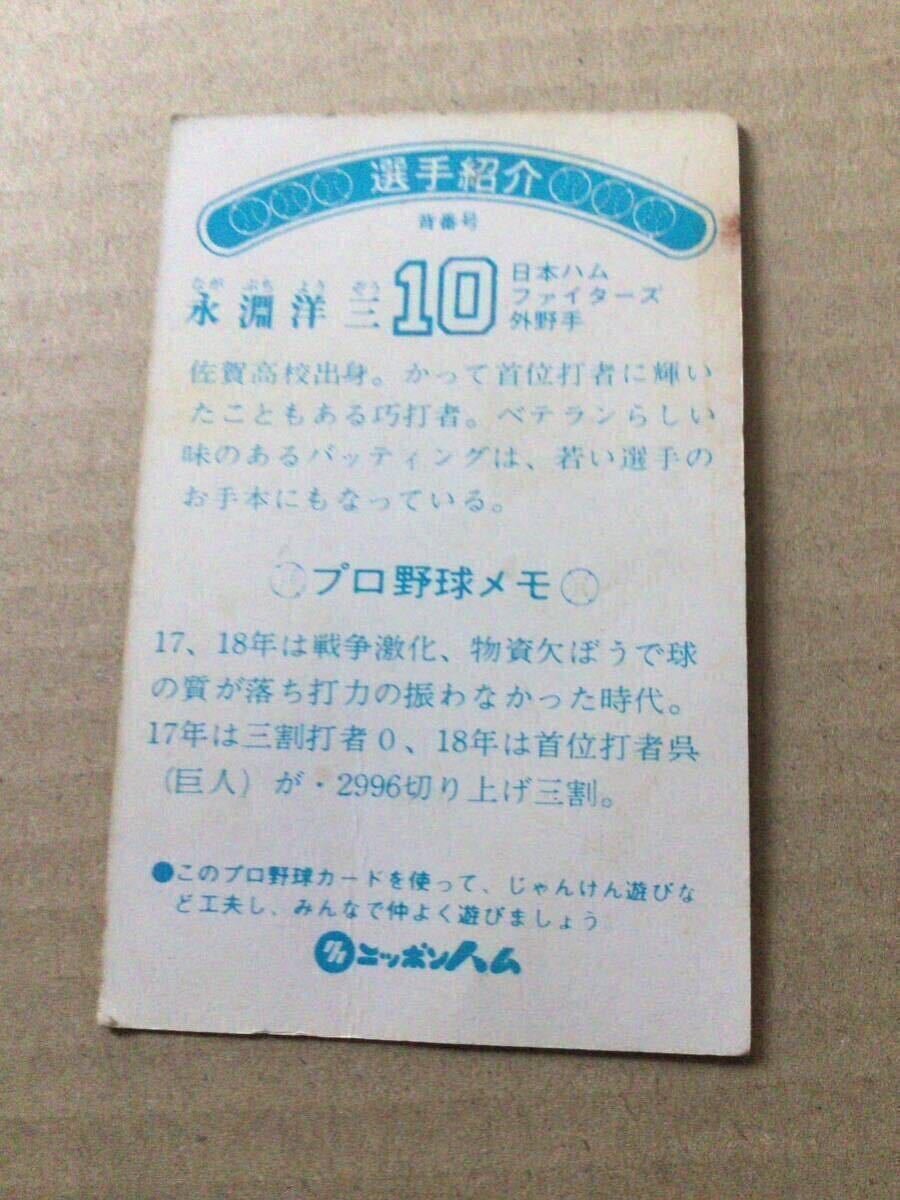 選手紹介
背番号
なが ぶち よう ぞう
永淵洋三
10
日本ハム
ファイターズ
外野手
佐賀高校出身。かって首位打者に輝い
たこともある巧打者。ベテランらしい
味のあるバッティングは、若い選手の
お手本にもなっている。
プロ野球メモ
17、18年は戦争激化、物資欠ぼうで球
の質が落ち打力の振わなかった時代。
17年は三割打者0、18年は首位打者呉
(巨人)が・2996切り上げ三割。
●このプロ野球カードを使って、じゃんけん遊びな
ど工夫し、みんなで仲よく遊びましょう。
ニッポンハム